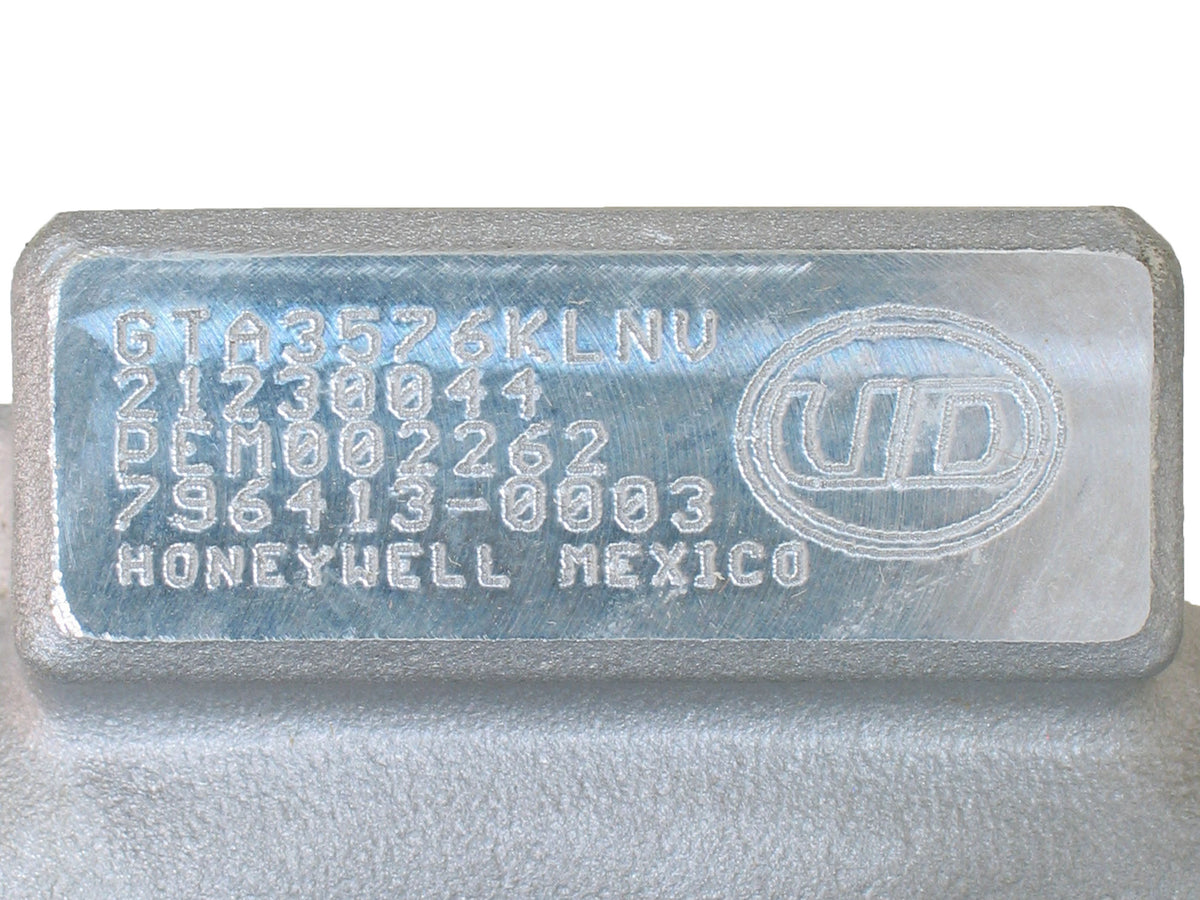 GTA3576KLNV
21230044
PEM002262
796413-0003
HONEYWELL MEXICO
UD